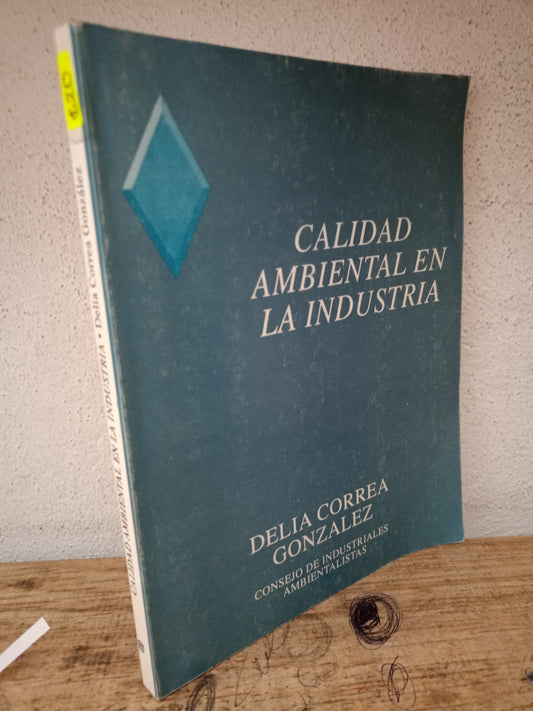 CALIDAD
AMBIENTAL EN
LA INDUSTRIA
DELIA CORREA
GONZALEZ
CONSEJO DE INDUSTRIALES
AMBIENTALISTAS
CALIDAD AMBIENTAL EN LA INDUSTRIA • Delia Correa González